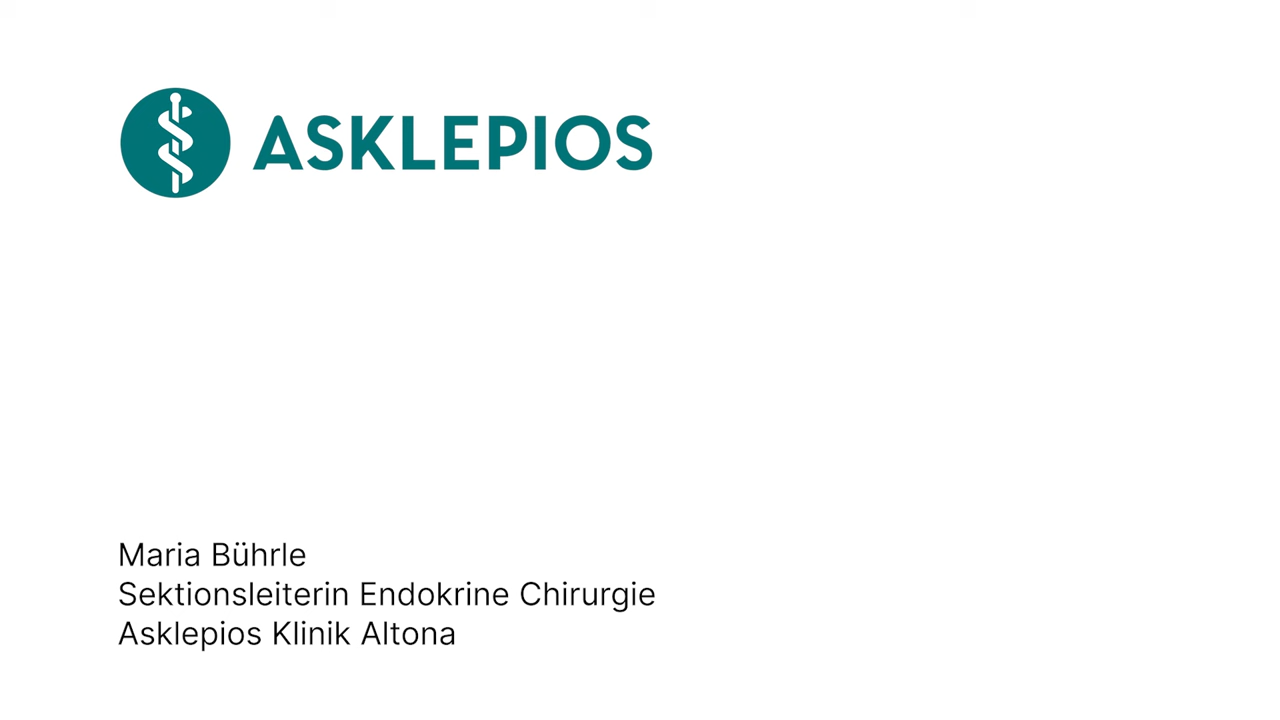 ASKLEPIOS
Maria Bührle
Sektionsleiterin Endokrine Chirurgie
Asklepios Klinik Altona